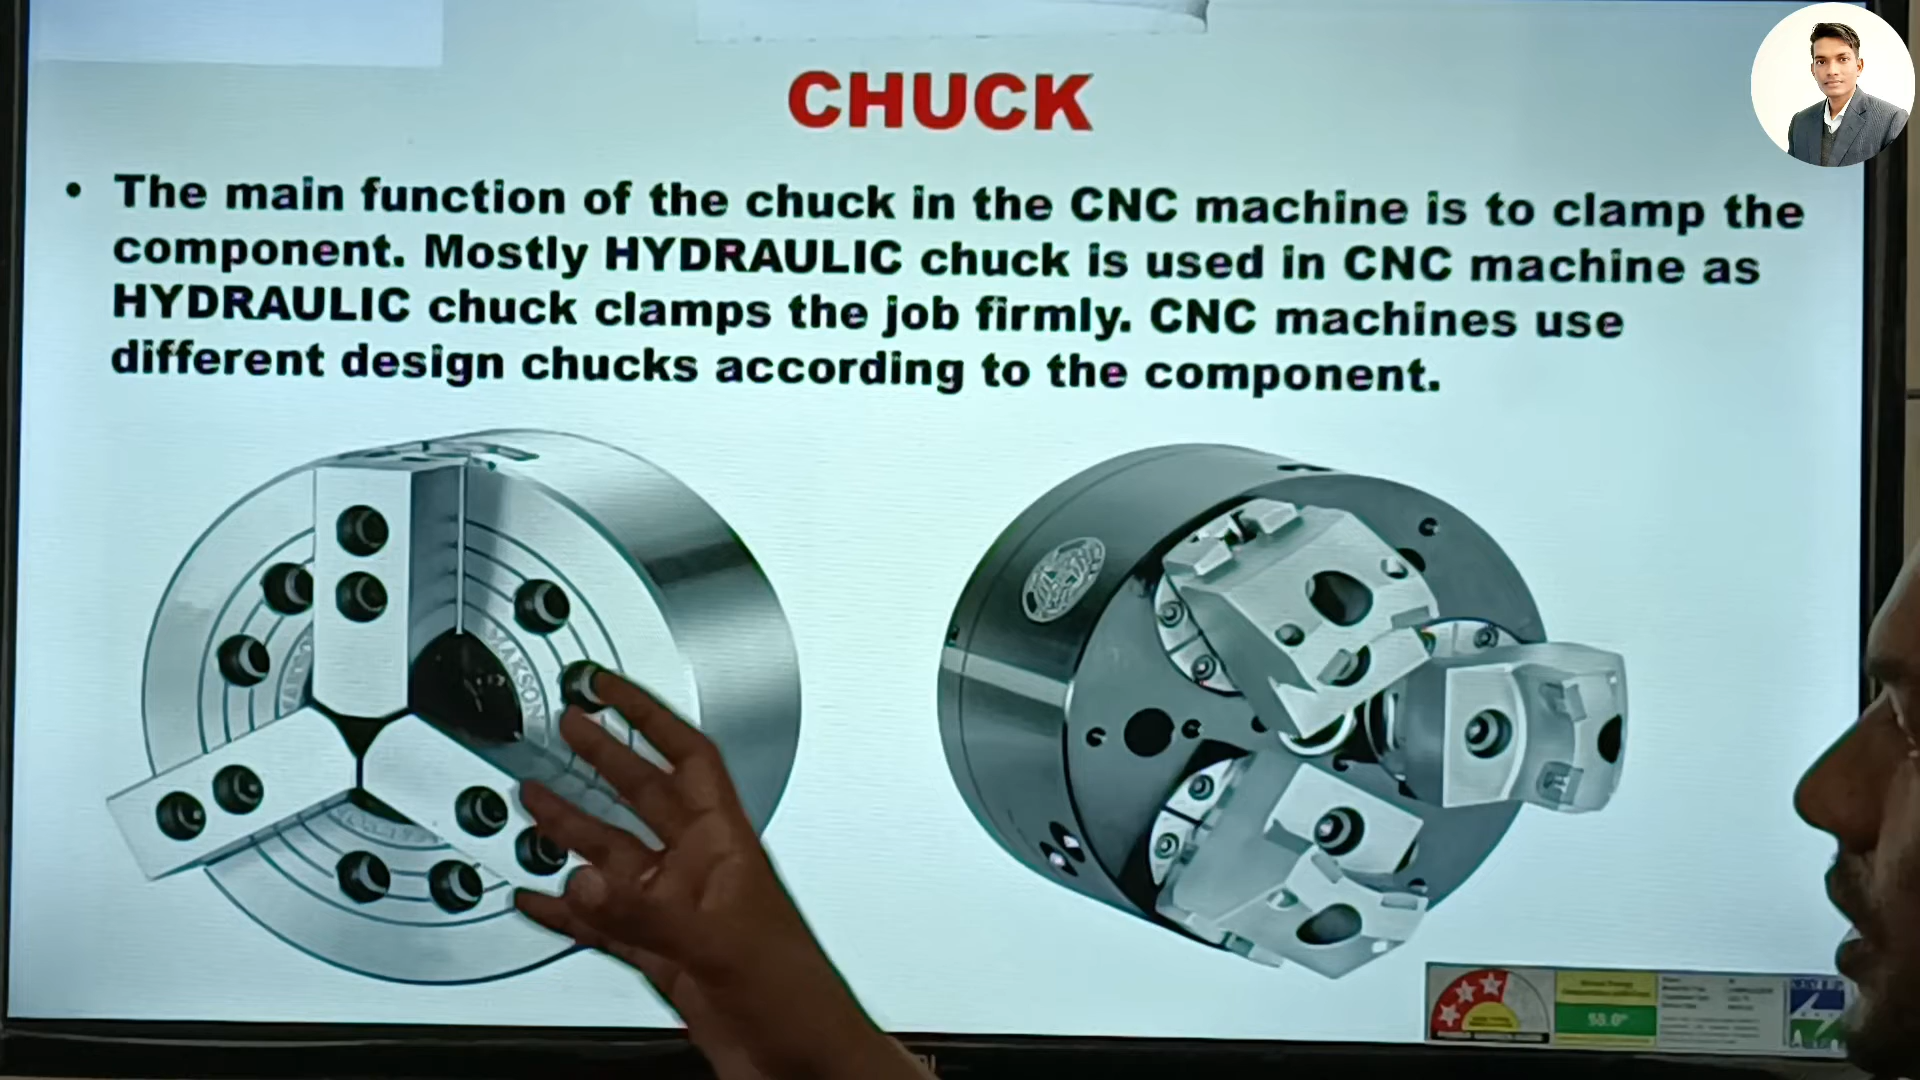 CHUCK
• The main function of the chuck in the CNC machine is to clamp the
component. Mostly HYDRAULIC chuck is used in CNC machine as
HYDRAULIC chuck clamps the job firmly. CNC machines use
different design chucks according to the component.